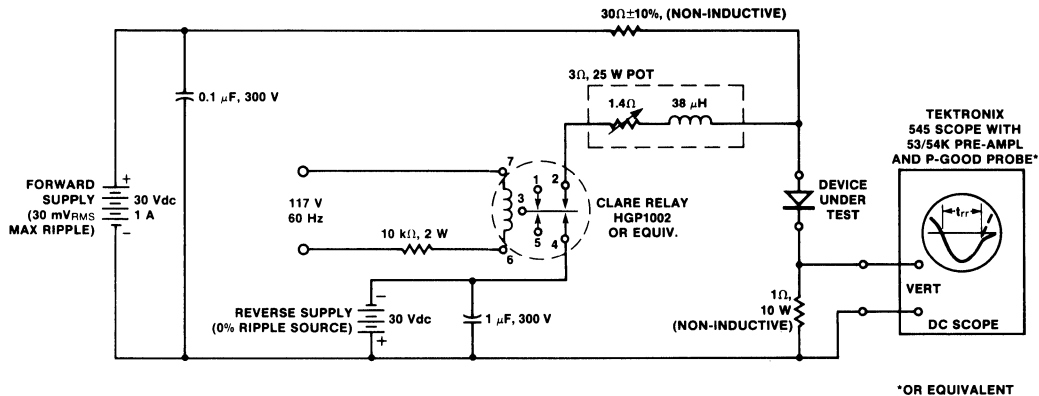 30Ω±10%, (NON-INDUCTIVE)
3Ω, 25 W POT
1.4Ω
38 μH
0.1 μF, 300 V
TEKTRONIX
545 SCOPE WITH
53/54K PRE-AMPL
AND P-GOOD PROBE*
trr
FORWARD
SUPPLY
(30 mVRMS
MAX RIPPLE)
+
30 Vdc
1 A
−
117 V
60 Hz
10 kΩ, 2 W
7
1
2
3
5
4
6
CLARE RELAY
HGP1002
OR EQUIV.
DEVICE
UNDER
TEST
REVERSE SUPPLY
(0% RIPPLE SOURCE)
−
30 Vdc
+
1 μF, 300 V
1Ω,
10 W
(NON-INDUCTIVE)
VERT
DC SCOPE
*OR EQUIVALENT